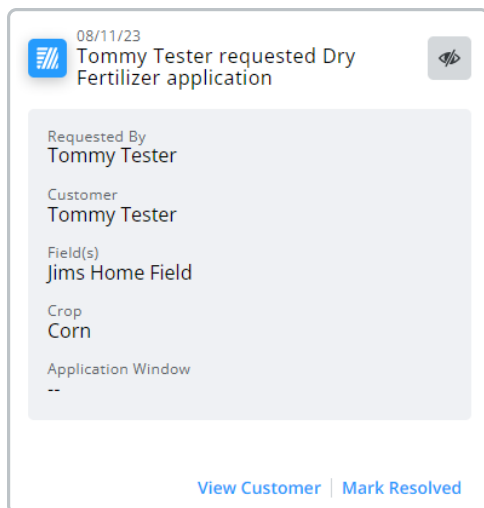 08/11/23
Tommy Tester requested Dry
Fertilizer application
Requested By
Tommy Tester
Customer
Tommy Tester
Field(s)
Jims Home Field
Crop
Corn
Application Window
--
View Customer | Mark Resolved